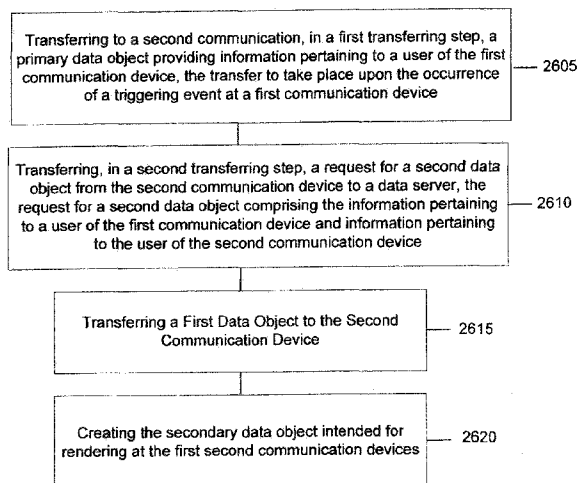 Transferring to a second communication, in a first transferring step, a
primary data object providing information pertaining to a user of the first
communication device, the transfer to take place upon the occurrence
of a triggering event at a first communication device
2605
Transferring, in a second transferring step, a request for a second data
object from the second communication device to a data server, the
request for a second data object comprising the information pertaining
to a user of the first communication device and information pertaining
to the user of the second communication device
2610
Transferring a First Data Object to the Second
Communication Device
2615
Creating the secondary data object intended for
rendering at the first second communication devices
2620